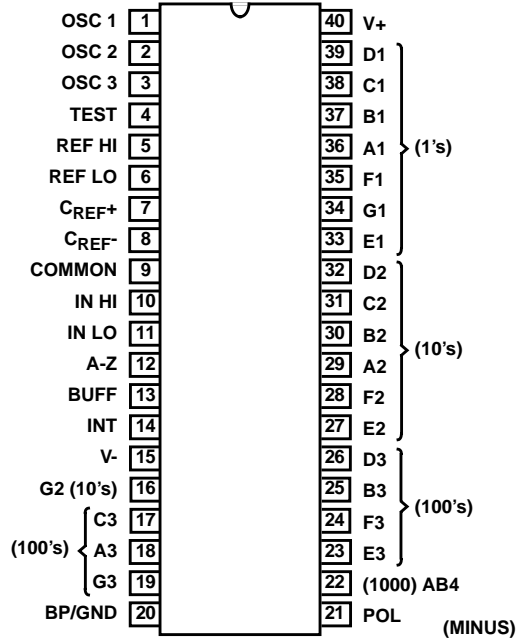 OSC 1 1 40 V+
OSC 2 2 39 D1
OSC 3 3 38 C1
TEST 4 37 B1
REF HI 5 36 A1 (1's)
REF LO 6 35 F1
CREF+ 7 34 G1
CREF- 8 33 E1
COMMON 9 32 D2
IN HI 10 31 C2
IN LO 11 30 B2
A-Z 12 29 A2 (10's)
BUFF 13 28 F2
INT 14 27 E2
V- 15 26 D3
G2 (10's) 16 25 B3 (100's)
C3 17 24 F3
(100's) A3 18 23 E3
G3 19 22 (1000) AB4
BP/GND 20 21 POL (MINUS)